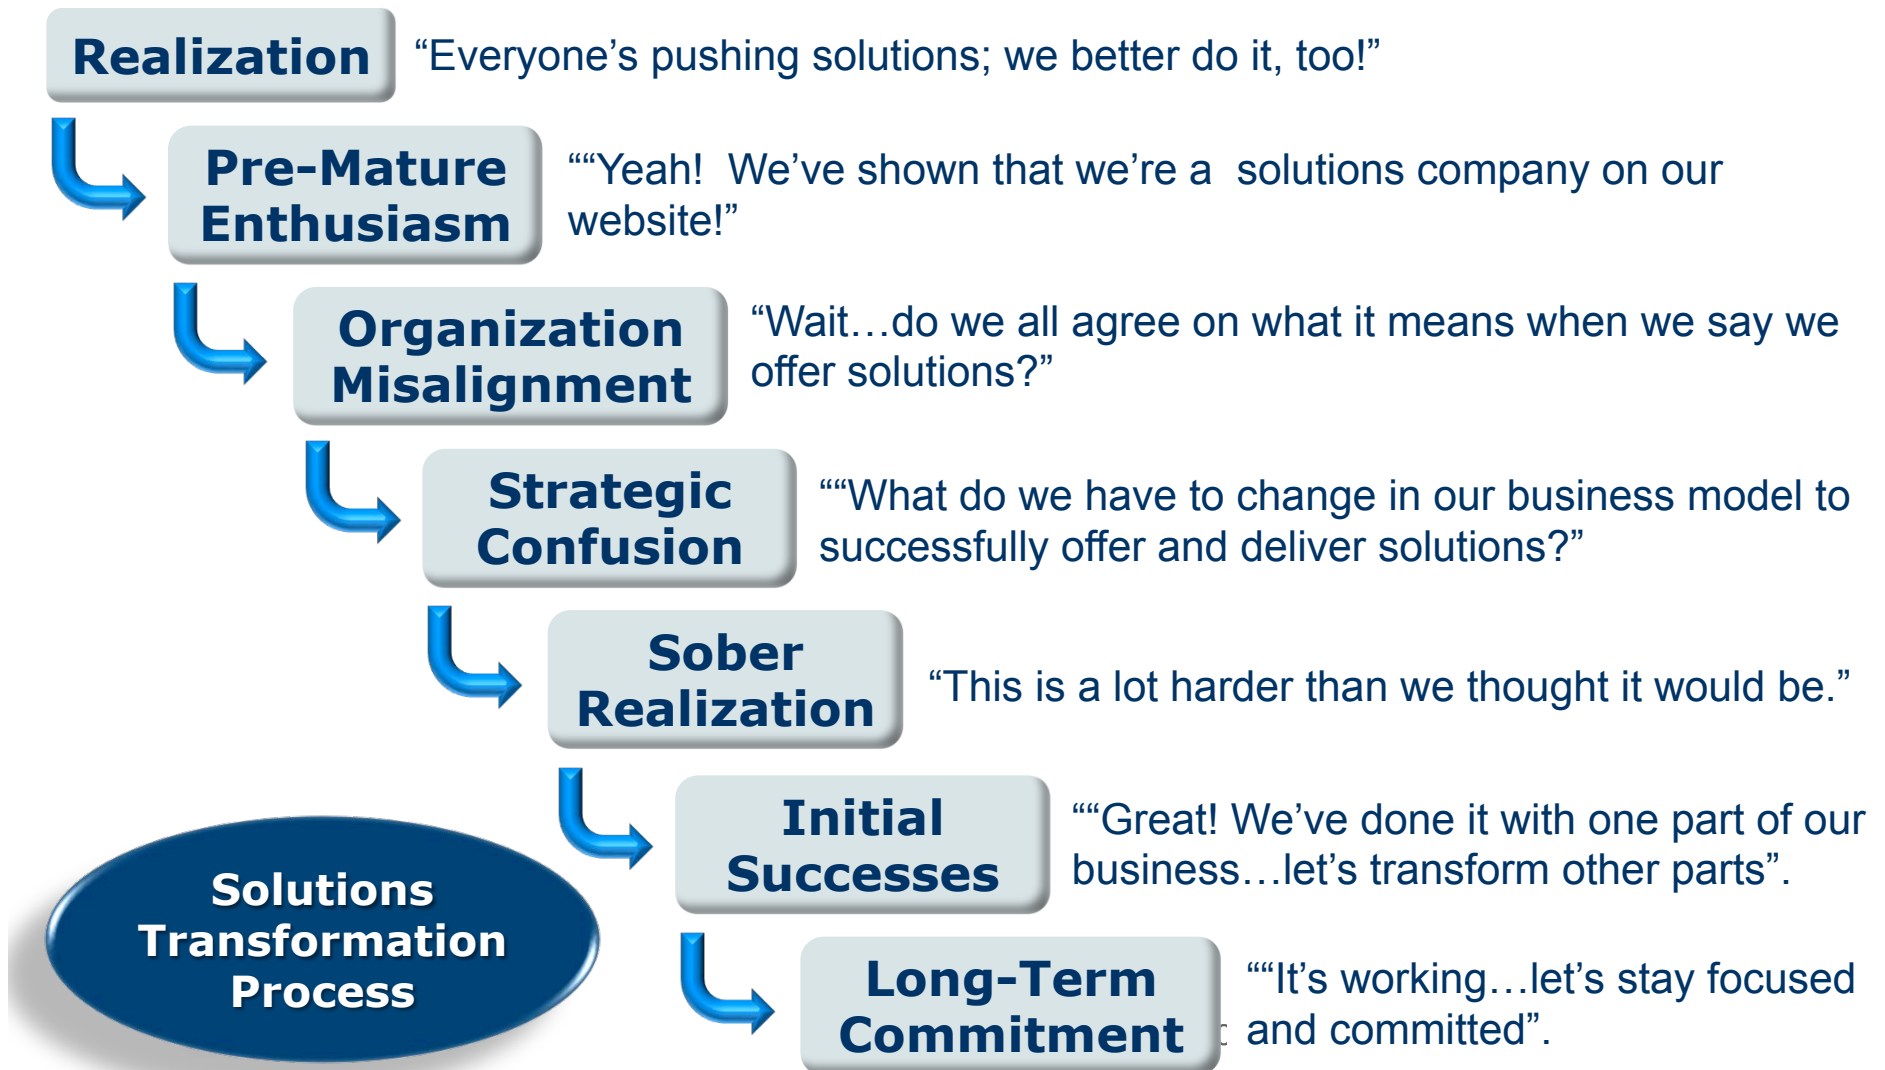 Realization
“Everyone’s pushing solutions; we better do it, too!”
Pre-Mature
Enthusiasm
““Yeah!  We’ve shown that we’re a  solutions company on our
website!”
Organization
Misalignment
“Wait…do we all agree on what it means when we say we
offer solutions?”
Strategic
Confusion
““What do we have to change in our business model to
successfully offer and deliver solutions?”
Sober
Realization
“This is a lot harder than we thought it would be.”
Initial
Successes
““Great! We’ve done it with one part of our
business…let’s transform other parts”.
Long-Term
Commitment
““It’s working…let’s stay focused
and committed”.
Solutions
Transformation
Process